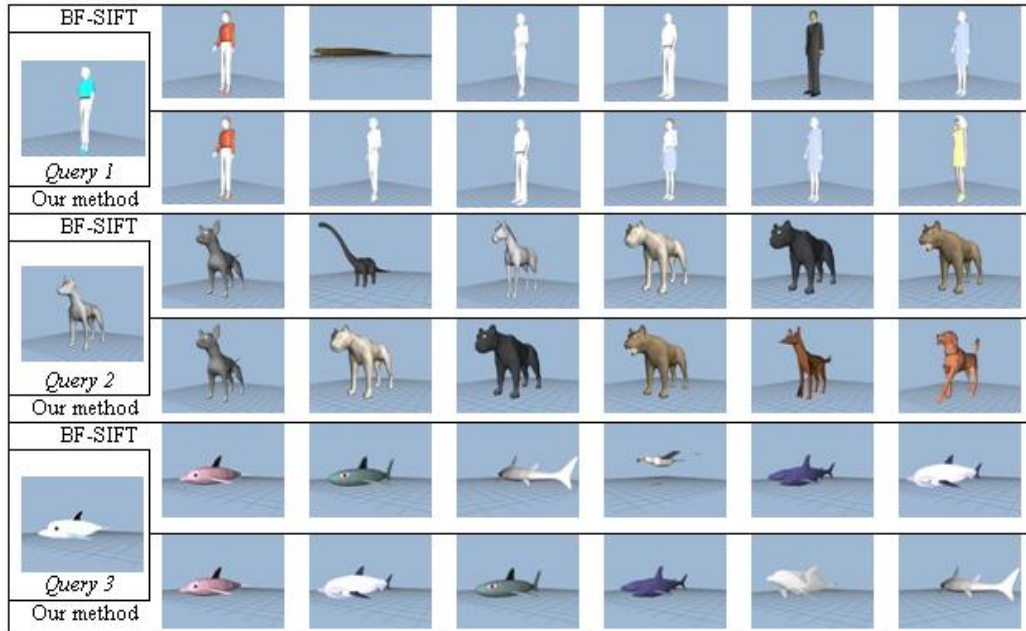 BF-SIFT
Query 1
Our method
BF-SIFT
Query 2
Our method
BF-SIFT
Query 3
Our method